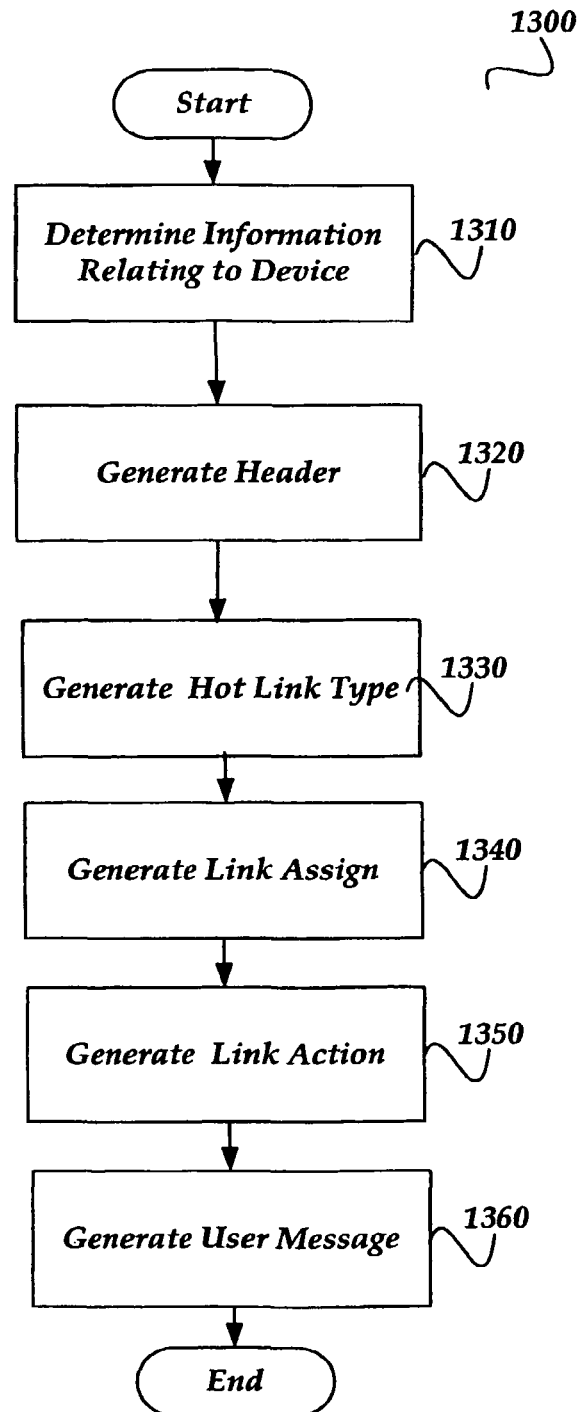 1300
Start
Determine Information
Relating to Device
1310
Generate Header
1320
Generate Hot Link Type
1330
Generate Link Assign
1340
Generate Link Action
1350
Generate User Message
1360
End